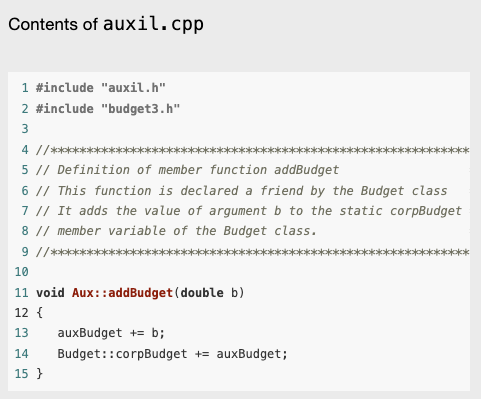 Contents of auxil.cpp
1 #include "auxil.h"
2 #include "budget3.h"
3
4 //**********************************************************
5 // Definition of member function addBudget
6 // This function is declared a friend by the Budget class
7 // It adds the value of argument b to the static corpBudget
8 // member variable of the Budget class.
9 //**********************************************************
10
11 void Aux::addBudget(double b)
12 {
13    auxBudget += b;
14    Budget::corpBudget += auxBudget;
15 }